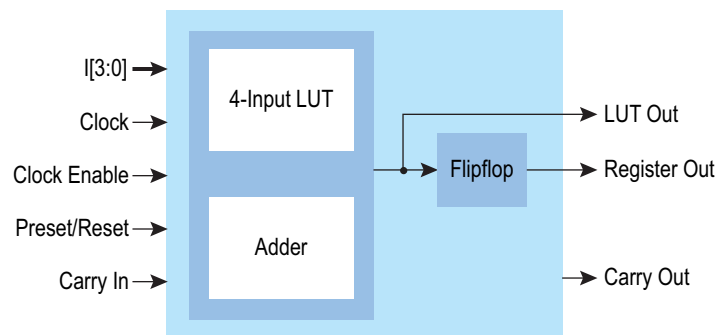 I[3:0]
Clock
Clock Enable
Preset/Reset
Carry In
4-Input LUT
Adder
Flipflop
LUT Out
Register Out
Carry Out